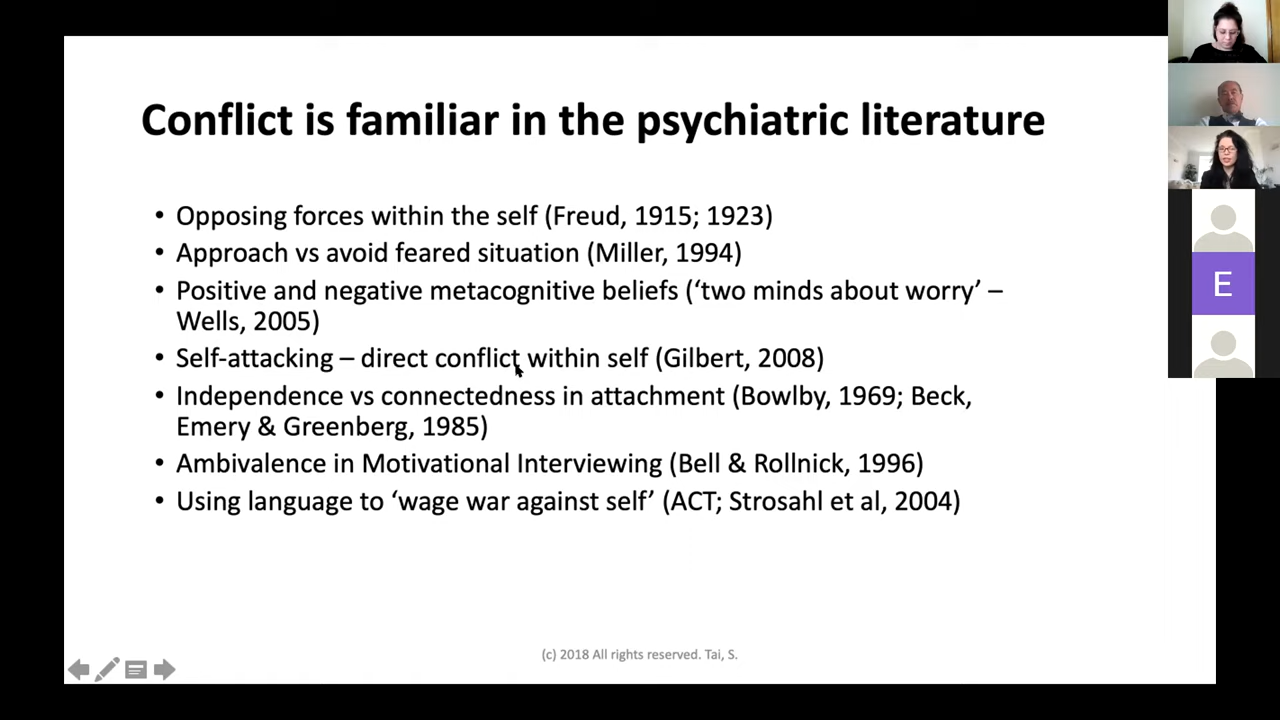 Conflict is familiar in the psychiatric literature
• Opposing forces within the self (Freud, 1915; 1923)
• Approach vs avoid feared situation (Miller, 1994)
• Positive and negative metacognitive beliefs (‘two minds about worry’ –
Wells, 2005)
• Self-attacking – direct conflict within self (Gilbert, 2008)
• Independence vs connectedness in attachment (Bowlby, 1969; Beck,
Emery & Greenberg, 1985)
• Ambivalence in Motivational Interviewing (Bell & Rollnick, 1996)
• Using language to ‘wage war against self’ (ACT; Strosahl et al, 2004)
(c) 2018 All rights reserved. Tai, S.
E